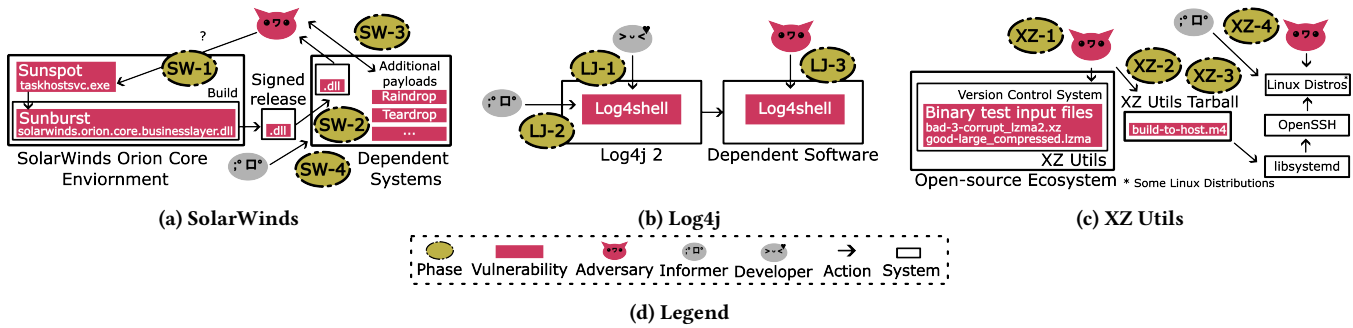 ?
SW-1
SW-3
Sunspot
taskhostsvc.exe
Build
Sunburst
solarwinds.orion.core.businesslayer.dll
SolarWinds Orion Core
Enviornment
Signed
release
.dll
.dll
SW-2
SW-4
;° ロ°
Additional
payloads
Raindrop
Teardrop
...
Dependent
Systems
(a) SolarWinds
LJ-1
LJ-2
;° ロ°
Log4shell
Log4j 2
LJ-3
Log4shell
Dependent Software
(b) Log4j
XZ-1
XZ-2
XZ-3
XZ-4
;° ロ°
Version Control System
Binary test input files
bad-3-corrupt_lzma2.xz
good-large_compressed.lzma
XZ Utils
Open-source Ecosystem
XZ Utils Tarball
build-to-host.m4
Linux Distros*
OpenSSH
libsystemd
* Some Linux Distributions
(c) XZ Utils
;° ロ°
Phase
Vulnerability
Adversary
Informer
Developer
Action
System
(d) Legend